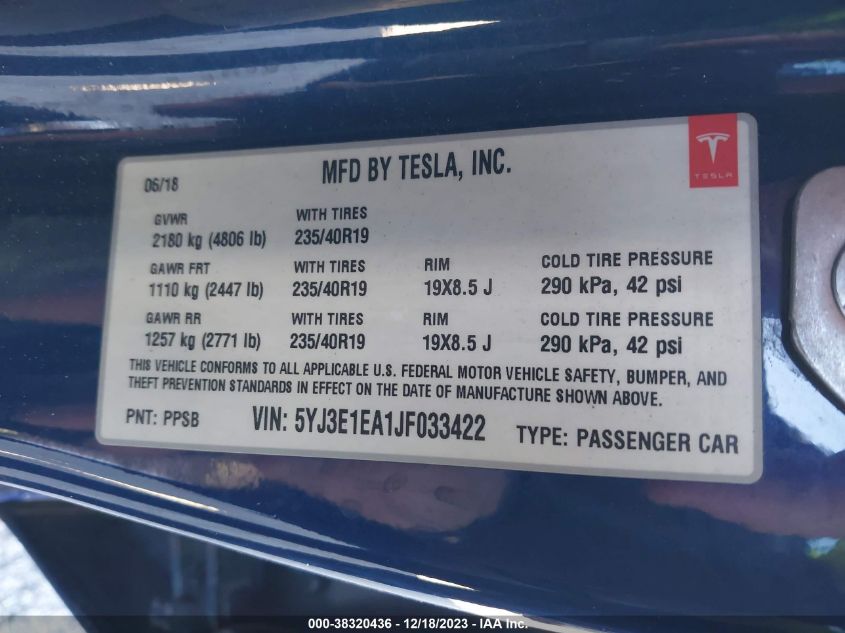 MFD BY TESLA, INC.
TESLA
06/18
GVWR WITH TIRES
2180 kg (4806 lb) 235/40R19
GAWR FRT WITH TIRES RIM COLD TIRE PRESSURE
1110 kg (2447 lb) 235/40R19 19X8.5 J 290 kPa, 42 psi
GAWR RR WITH TIRES RIM COLD TIRE PRESSURE
1257 kg (2771 lb) 235/40R19 19X8.5 J 290 kPa, 42 psi
THIS VEHICLE CONFORMS TO ALL APPLICABLE U.S. FEDERAL MOTOR VEHICLE SAFETY, BUMPER, AND
THEFT PREVENTION STANDARDS IN EFFECT ON THE DATE OF MANUFACTURE SHOWN ABOVE.
PNT: PPSB VIN: 5YJ3E1EA1JF033422 TYPE: PASSENGER CAR
000-38320436 - 12/18/2023 - IAA Inc.